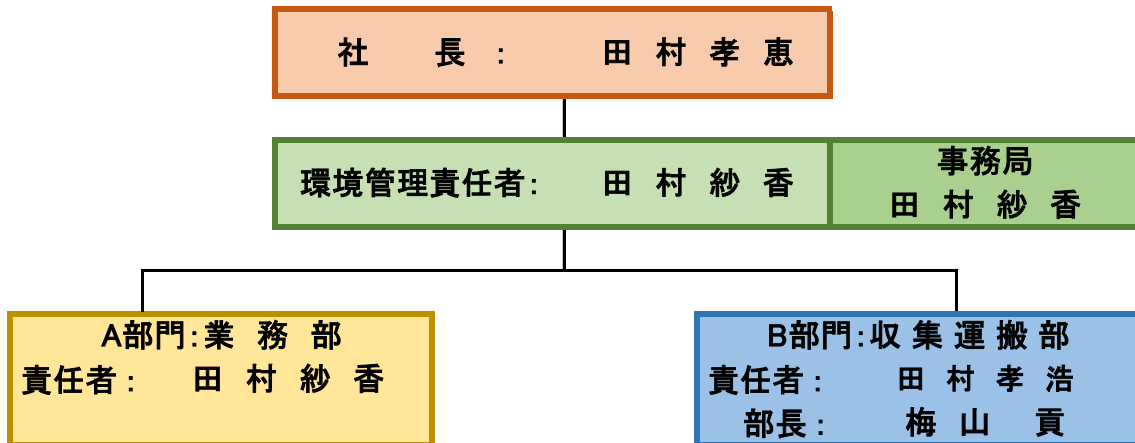 社　長 ： 田 村 孝 恵
環境管理責任者： 田 村 紗 香
事務局
田 村 紗 香
A部門：業 務 部
責任者： 田 村 紗 香
B部門：収 集 運 搬 部
責任者： 田 村 孝 浩
部長： 梅 山 貢